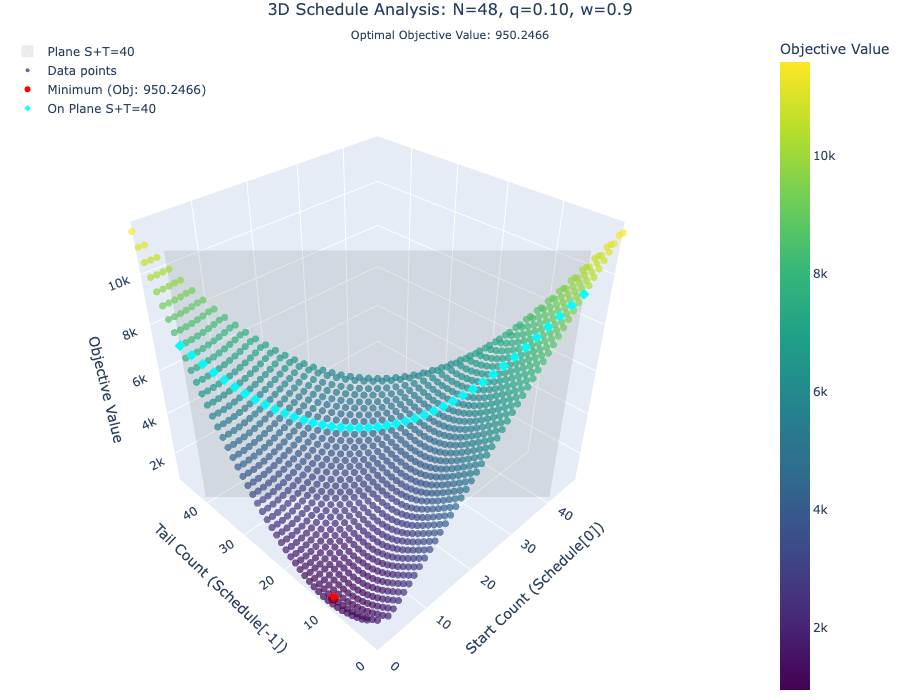 3D Schedule Analysis: N=48, q=0.10, w=0.9
Optimal Objective Value: 950.2466
Plane S+T=40
Data points
Minimum (Obj: 950.2466)
On Plane S+T=40
Objective Value
10k
8k
6k
4k
2k
Objective Value
10k
8k
6k
4k
2k
Tail Count (Schedule[-1])
40
30
20
10
0
Start Count (Schedule[0])
0
10
20
30
40